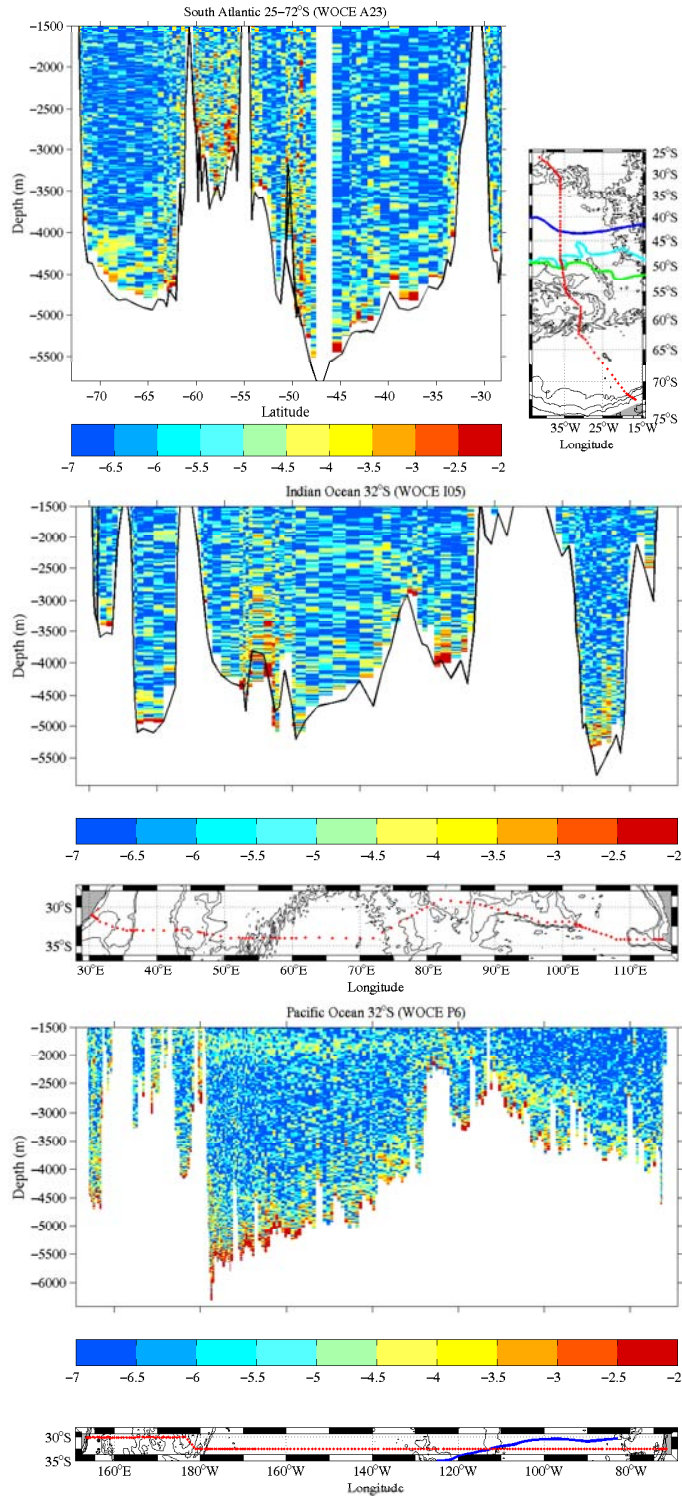 South Atlantic 25–72°S (WOCE A23)
−1500
−2000
−2500
−3000
−3500
−4000
−4500
−5000
−5500
Depth (m)
−70 −65 −60 −55 −50 −45 −40 −35 −30
Latitude
25°S
30°S
35°S
40°S
45°S
50°S
55°S
60°S
65°S
70°S
75°S
35°W 25°W 15°W
Longitude
−7 −6.5 −6 −5.5 −5 −4.5 −4 −3.5 −3 −2.5 −2
Indian Ocean 32°S (WOCE I05)
−1500
−2000
−2500
−3000
−3500
−4000
−4500
−5000
−5500
Depth (m)
−7 −6.5 −6 −5.5 −5 −4.5 −4 −3.5 −3 −2.5 −2
30°S
35°S
30°E 40°E 50°E 60°E 70°E 80°E 90°E 100°E 110°E
Longitude
Pacific Ocean 32°S (WOCE P6)
−1500
−2000
−2500
−3000
−3500
−4000
−4500
−5000
−5500
−6000
Depth (m)
−7 −6.5 −6 −5.5 −5 −4.5 −4 −3.5 −3 −2.5 −2
30°S
35°S
160°E 180°W 160°W 140°W 120°W 100°W 80°W
Longitude